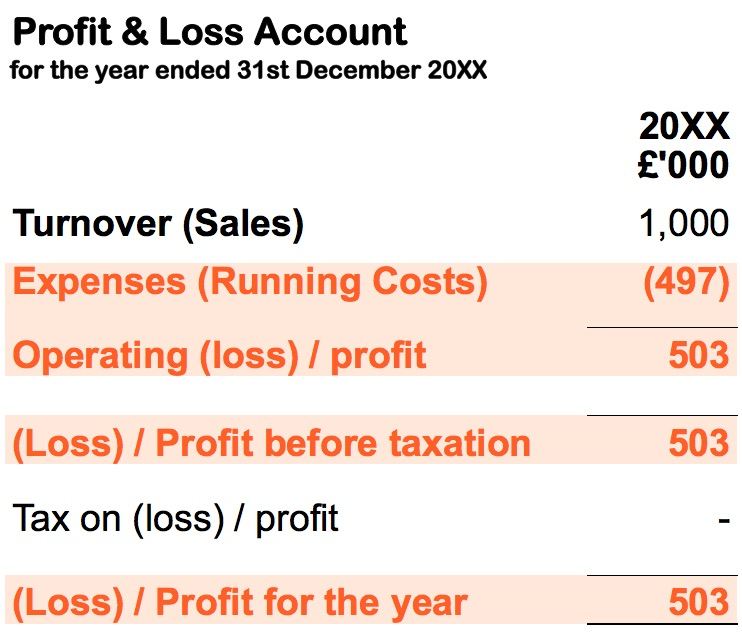 Profit & Loss Account
for the year ended 31st December 20XX
20XX
£'000
Turnover (Sales) 1,000
Expenses (Running Costs) (497)
Operating (loss) / profit 503
(Loss) / Profit before taxation 503
Tax on (loss) / profit -
(Loss) / Profit for the year 503